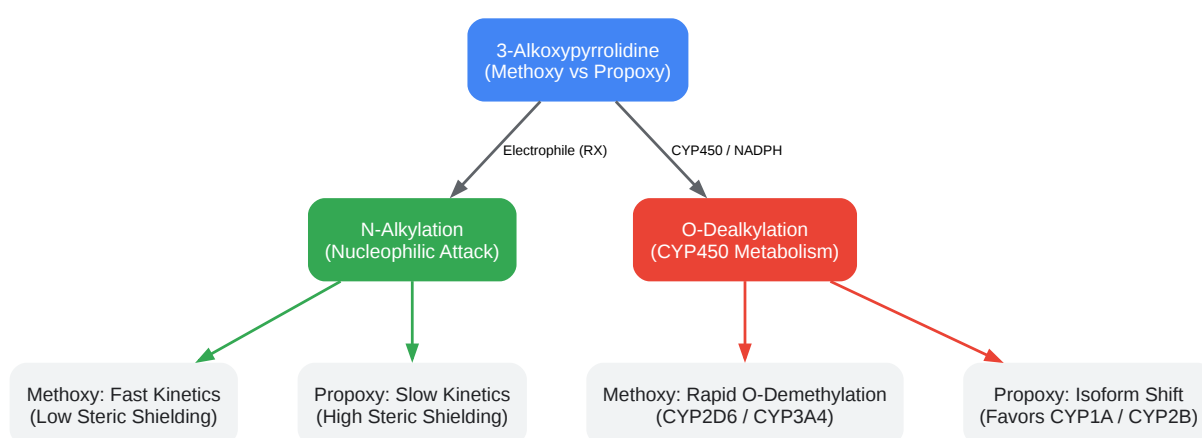 3-Alkoxypyrrolidine
(Methoxy vs Propoxy)
Electrophile (RX)
CYP450 / NADPH
N-Alkylation
(Nucleophilic Attack)
O-Dealkylation
(CYP450 Metabolism)
Methoxy: Fast Kinetics
(Low Steric Shielding)
Propoxy: Slow Kinetics
(High Steric Shielding)
Methoxy: Rapid O-Demethylation
(CYP2D6 / CYP3A4)
Propoxy: Isoform Shift
(Favors CYP1A / CYP2B)